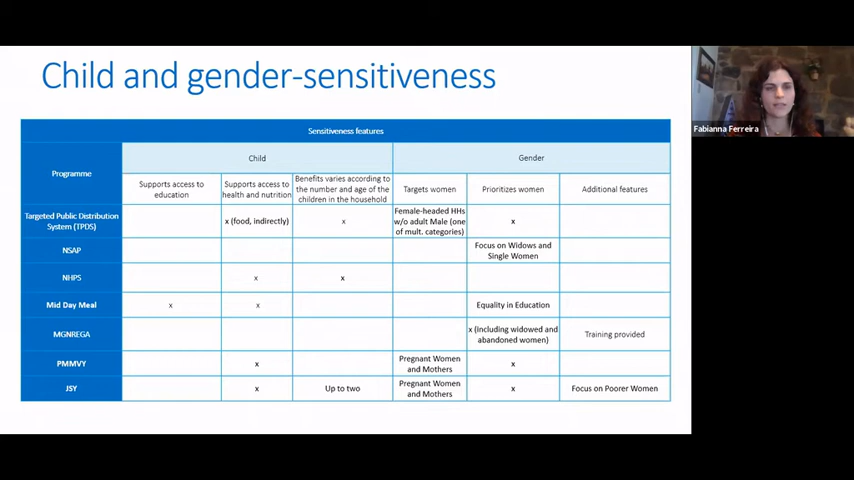 Child and gender-sensitiveness
Fabianna Ferreira
Sensitiveness features
Programme
Child
Gender
Supports access to
education
Supports access to
health and nutrition
Benefits varies according to
the number and age of the
children in the household
Targets women
Prioritizes women
Additional features
Targeted Public Distribution
System (TPDS)
x (food, indirectly)
x
Female-headed HHs
w/o adult Male (one
of mult. categories)
x
NSAP
Focus on Widows and
Single Women
NHPS
x
x
Mid Day Meal
x
x
Equality in Education
MGNREGA
x (including widowed and
abandoned women)
Training provided
PMMVY
x
Pregnant Women
and Mothers
x
JSY
x
Up to two
Pregnant Women
and Mothers
x
Focus on Poorer Women